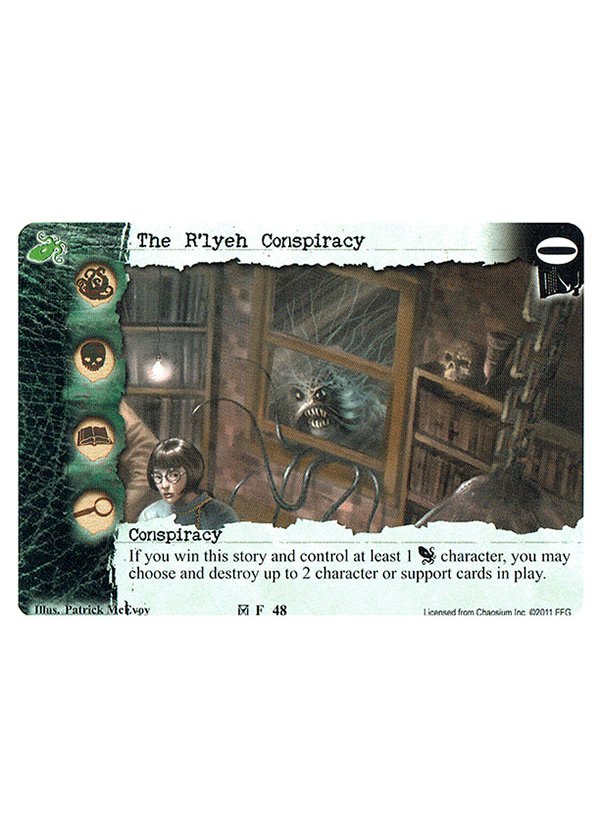 The R'lyeh Conspiracy
0
Conspiracy
If you win this story and control at least 1 character, you may
choose and destroy up to 2 character or support cards in play.
Illus. Patrick McEvoy F 48 Licensed from Chaosium Inc. ©2011 FFG